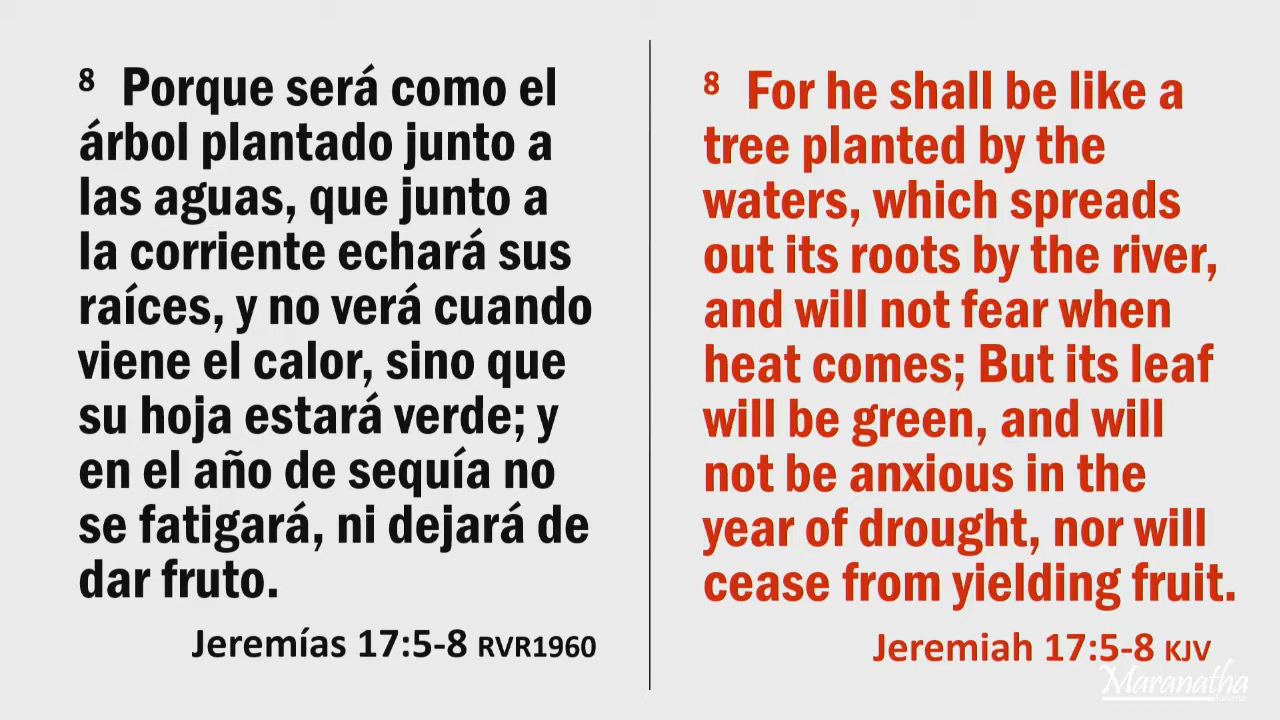 8 Porque será como el
árbol plantado junto a
las aguas, que junto a
la corriente echará sus
raíces, y no verá cuando
viene el calor, sino que
su hoja estará verde; y
en el año de sequía no
se fatigará, ni dejará de
dar fruto.
Jeremías 17:5-8 RVR1960
8 For he shall be like a
tree planted by the
waters, which spreads
out its roots by the river,
and will not fear when
heat comes; But its leaf
will be green, and will
not be anxious in the
year of drought, nor will
cease from yielding fruit.
Jeremiah 17:5-8 KJV
Maranatha